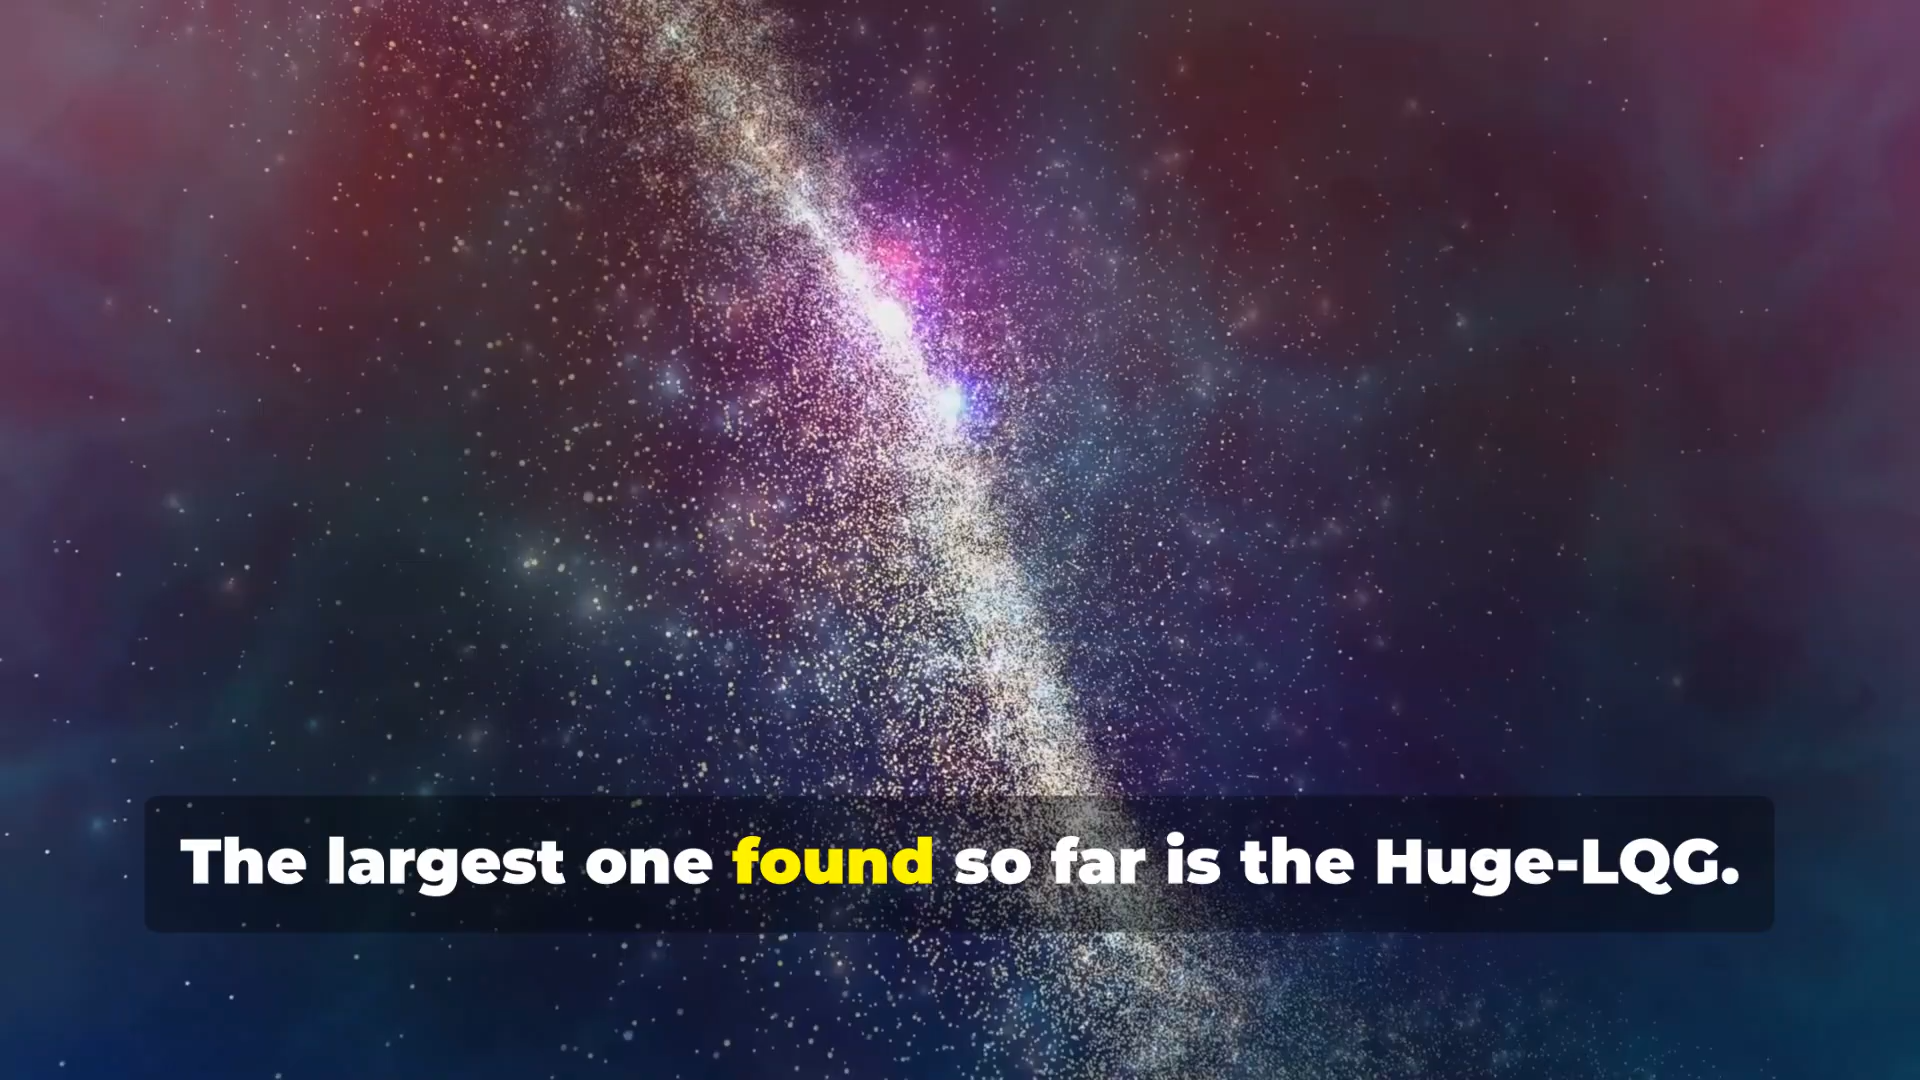 The largest one found so far is the Huge-LQG.